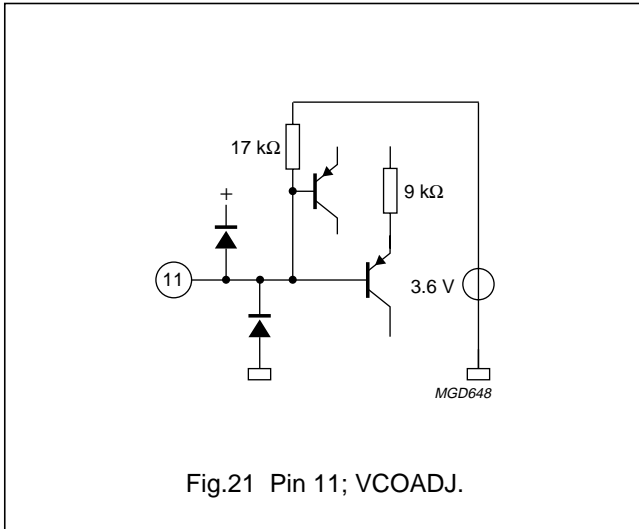 17 kΩ
9 kΩ
+
11
3.6 V
MGD648
Fig.21 Pin 11; VCOADJ.